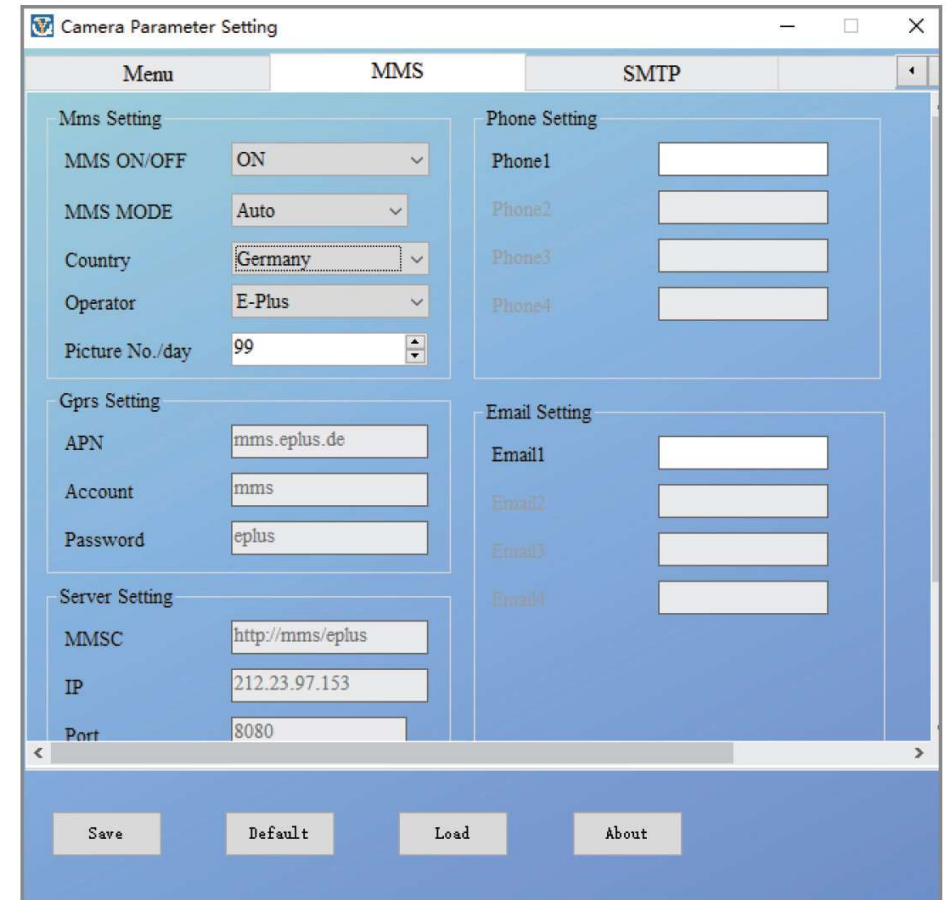 Camera Parameter Setting
Menu MMS SMTP
Mms Setting
MMS ON/OFF ON
MMS MODE Auto
Country Germany
Operator E-Plus
Picture No./day 99
Gprs Setting
APN mms.eplus.de
Account mms
Password eplus
Server Setting
MMSC http://mms/eplus
IP 212.23.97.153
Port 8080
Phone Setting
Phone1
Phone2
Phone3
Phone4
Email Setting
Email1
Email2
Email3
Email4
Save Default Load About